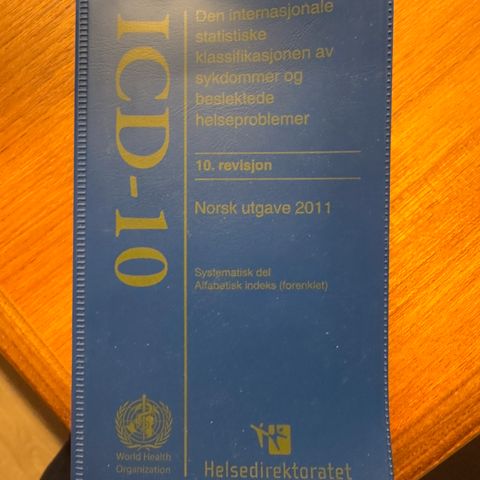 ICD-10
Den internasjonale
statistiske
klassifikasjonen av
sykdommer og
beslektede
helseproblemer
10. revisjon
Norsk utgave 2011
Systematisk del
Alfabetisk indeks (forenklet)
World Health
Organization
Helsedirektoratet